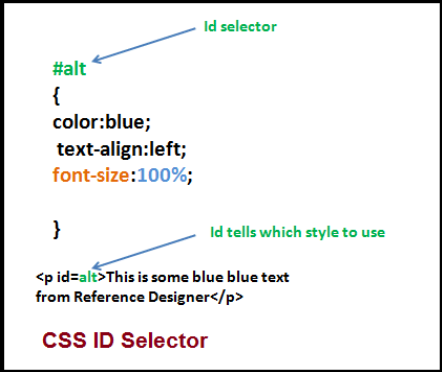 Id selector
#alt
{
color:blue;
text-align:left;
font-size:100%;
}
Id tells which style to use
<p id=alt>This is some blue blue text
from Reference Designer</p>
CSS ID Selector